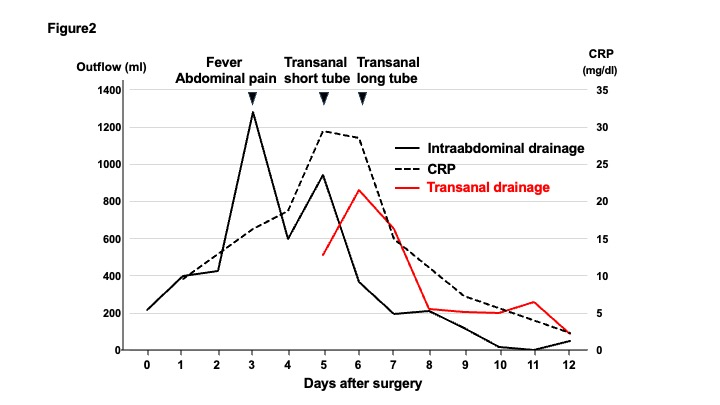 Figure2
Outflow (ml)
Fever
Abdominal pain
Transanal
short tube
Transanal
long tube
CRP
(mg/dl)
1400
1200
1000
800
600
400
200
0
35
30
25
20
15
10
5
0
Intraabdominal drainage
CRP
Transanal drainage
0 1 2 3 4 5 6 7 8 9 10 11 12
Days after surgery